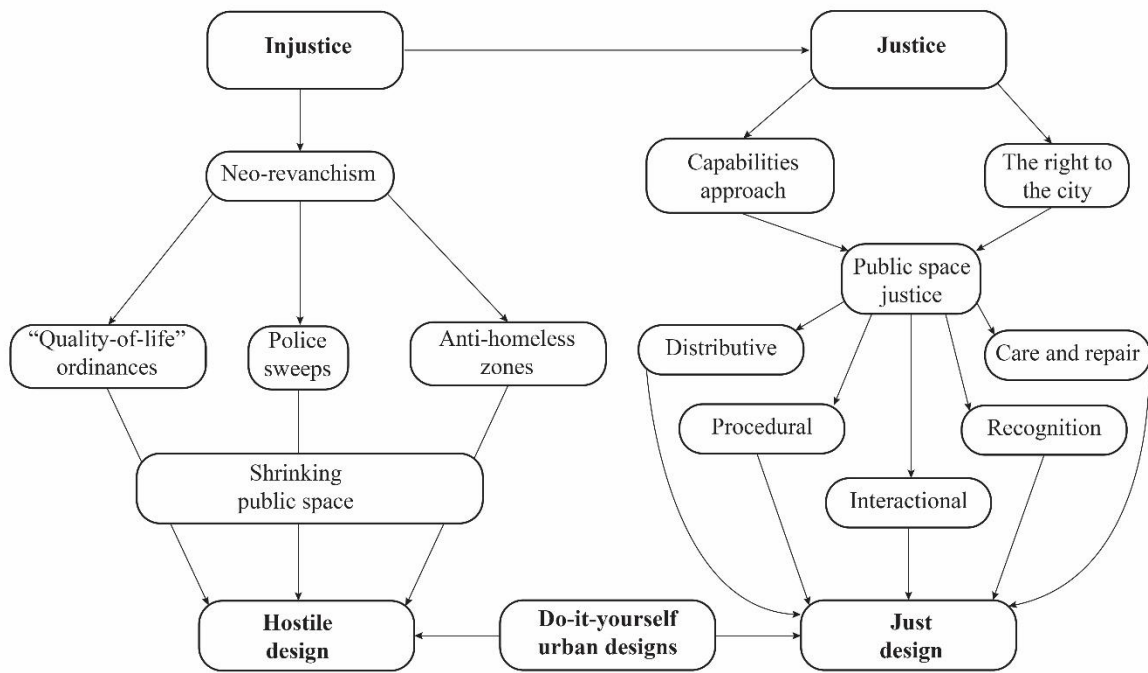 Injustice
Justice
Neo-revanchism
Capabilities
approach
The right to
the city
Public space
justice
“Quality-of-life”
ordinances
Police
sweeps
Anti-homeless
zones
Distributive
Care and repair
Procedural
Recognition
Shrinking
public space
Interactional
Hostile
design
Do-it-yourself
urban designs
Just
design